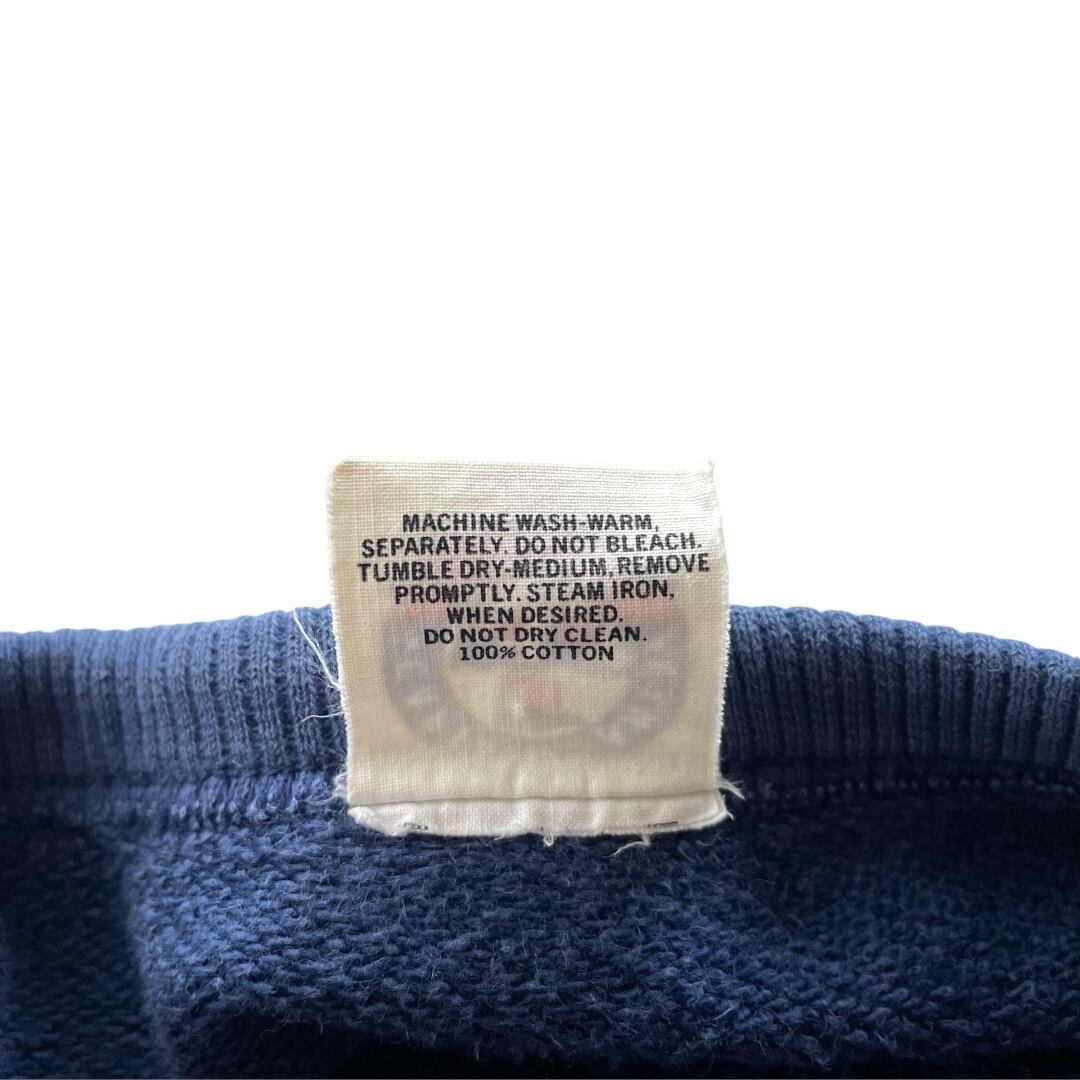 MACHINE WASH-WARM,
SEPARATELY. DO NOT BLEACH.
TUMBLE DRY-MEDIUM, REMOVE
PROMPTLY. STEAM IRON,
WHEN DESIRED.
DO NOT DRY CLEAN.
100% COTTON